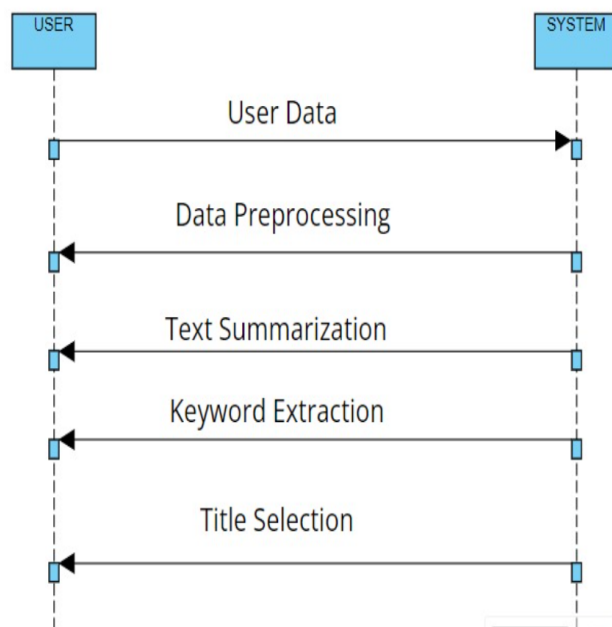 USER
SYSTEM
User Data
Data Preprocessing
Text Summarization
Keyword Extraction
Title Selection